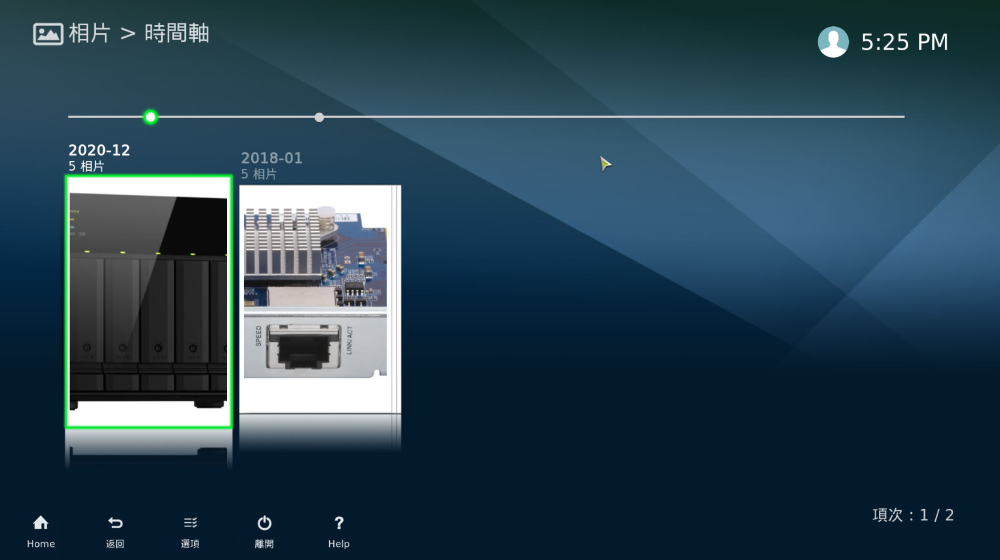 相片 > 時間軸
5:25 PM
2020-12
5 相片
2018-01
5 相片
SPEED
LINK/ACT
項次 : 1 / 2
Home
返回
選項
離開
Help